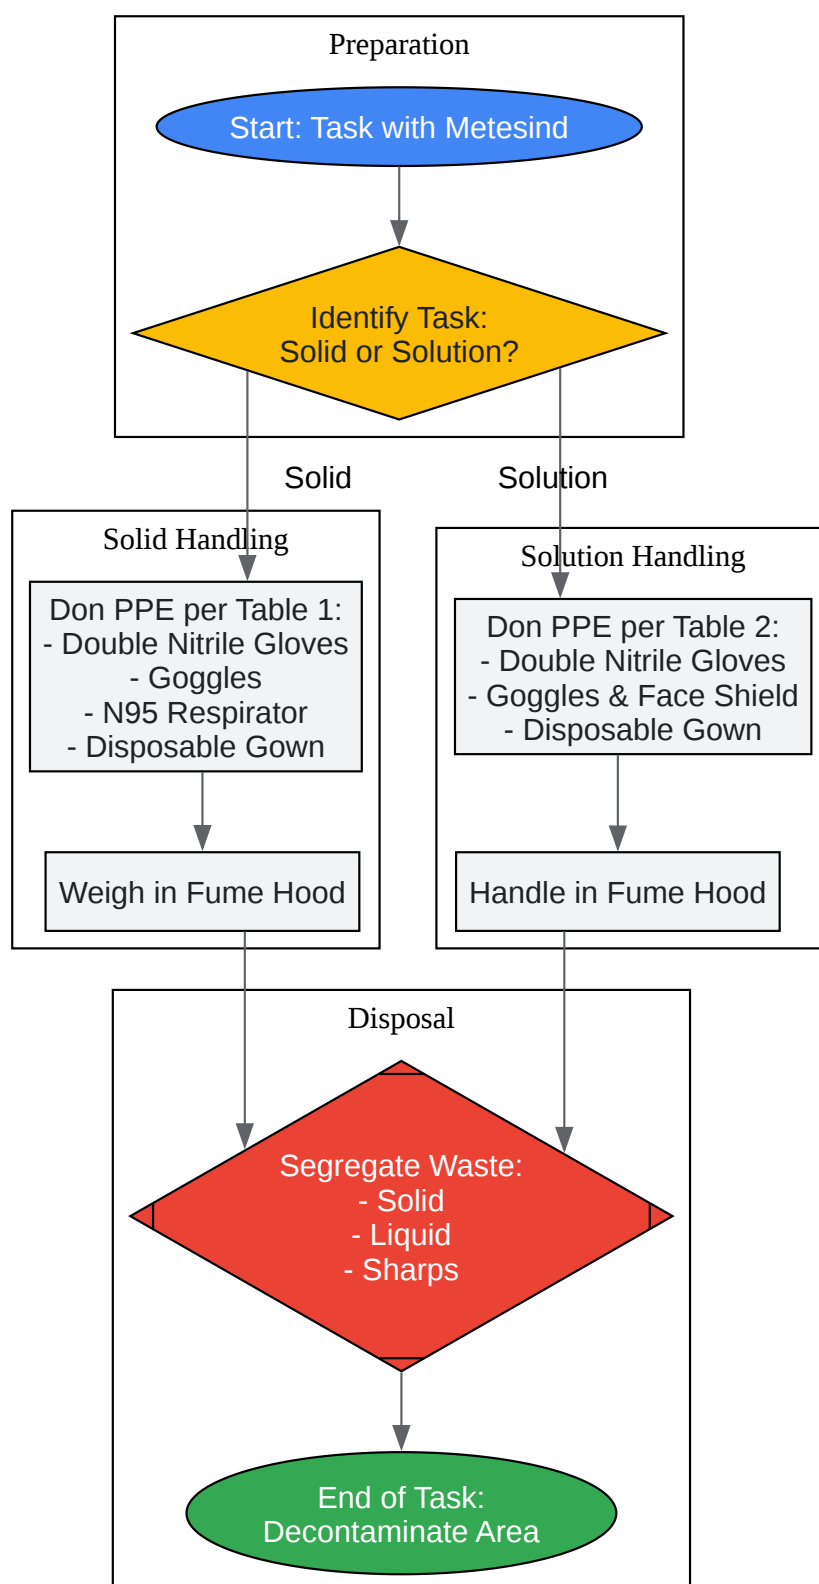 Preparation
Start: Task with Metesind
Identify Task:
Solid or Solution?
Solid
Solution
Solid Handling
Don PPE per Table 1:
- Double Nitrile Gloves
- Goggles
- N95 Respirator
- Disposable Gown
Weigh in Fume Hood
Solution Handling
Don PPE per Table 2:
- Double Nitrile Gloves
- Goggles & Face Shield
- Disposable Gown
Handle in Fume Hood
Disposal
Segregate Waste:
- Solid
- Liquid
- Sharps
End of Task:
Decontaminate Area